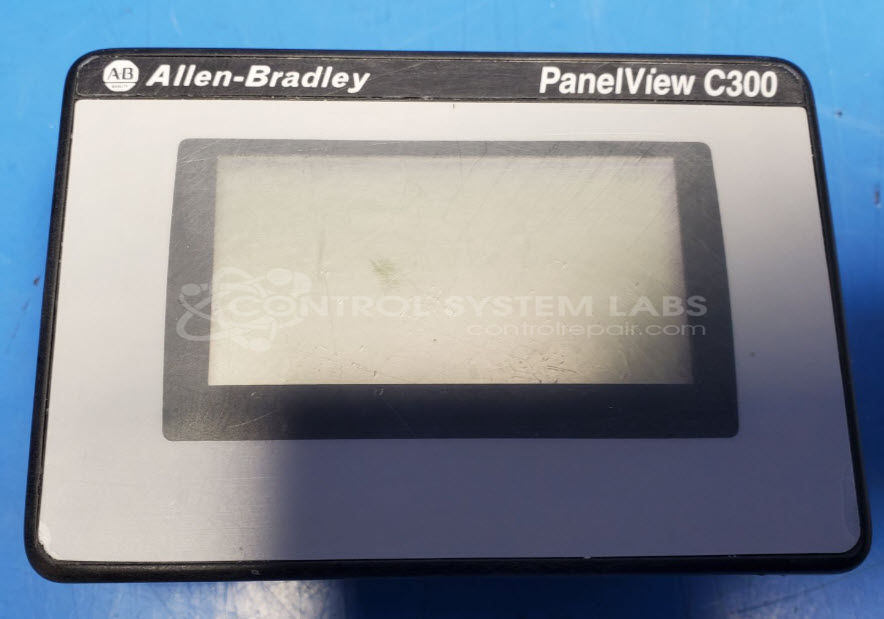 AB Allen-Bradley PanelView C300
CONTROL SYSTEM LABS
controlrepair.com